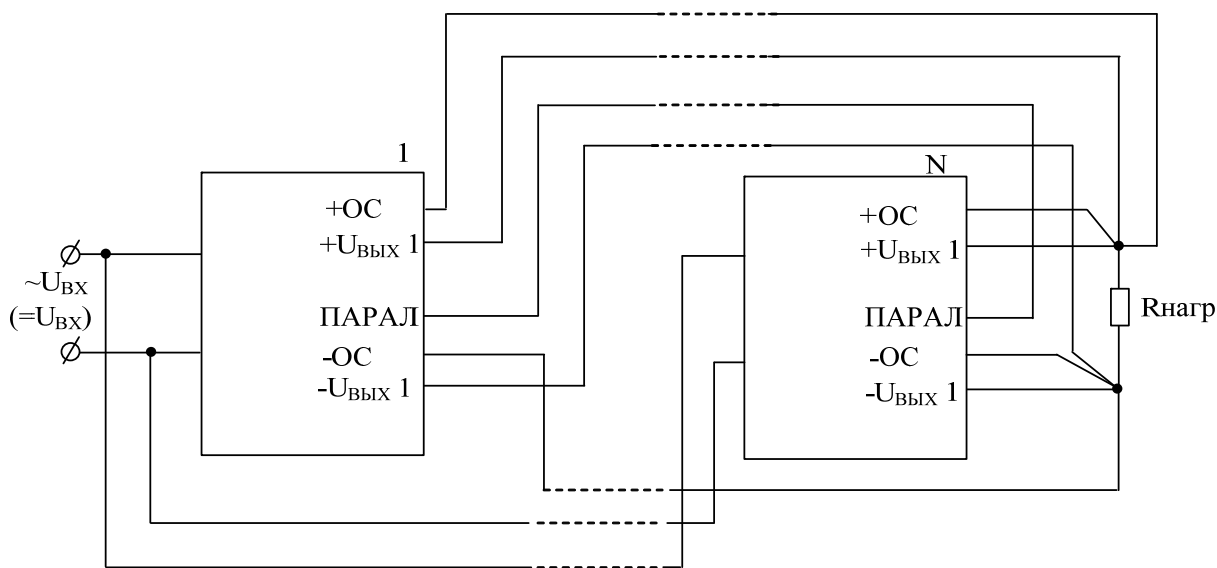 1
+ОС
+UВЫХ 1
ПАРАЛ
-ОС
-UВЫХ 1
~UВХ
(=UВХ)
N
+ОС
+UВЫХ 1
ПАРАЛ
-ОС
-UВЫХ 1
Rнагр